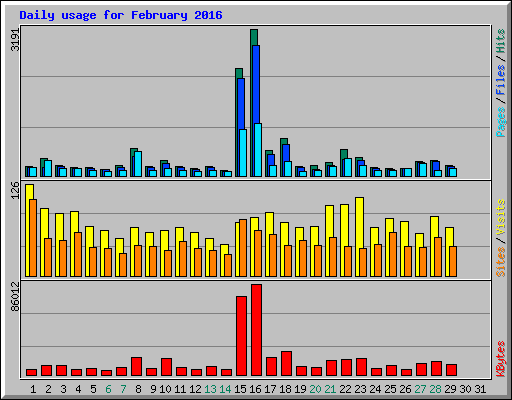 Daily usage for February 2016
3191
Pages / Files / Hits
126
Sites / Visits
86012
KBytes
1 2 3 4 5 6 7 8 9 10 11 12 13 14 15 16 17 18 19 20 21 22 23 24 25 26 27 28 29 30 31